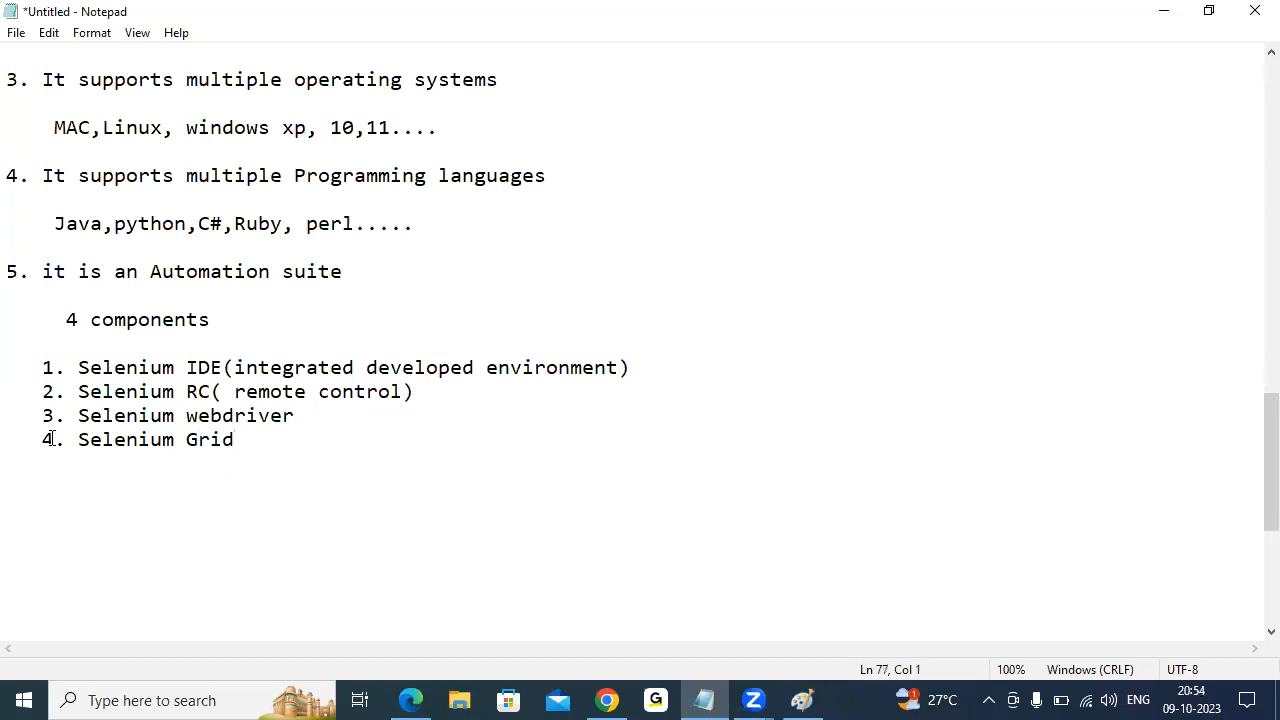 *Untitled - Notepad
File Edit Format View Help
3. It supports multiple operating systems
MAC,Linux, windows xp, 10,11....
4. It supports multiple Programming languages
Java,python,C#,Ruby, perl.....
5. it is an Automation suite
4 components
1. Selenium IDE(integrated developed environment)
2. Selenium RC( remote control)
3. Selenium webdriver
4. Selenium Grid
Ln 77, Col 1 100% Windows (CRLF) UTF-8
Type here to search 1 G Z 27°C ENG 20:54
09-10-2023